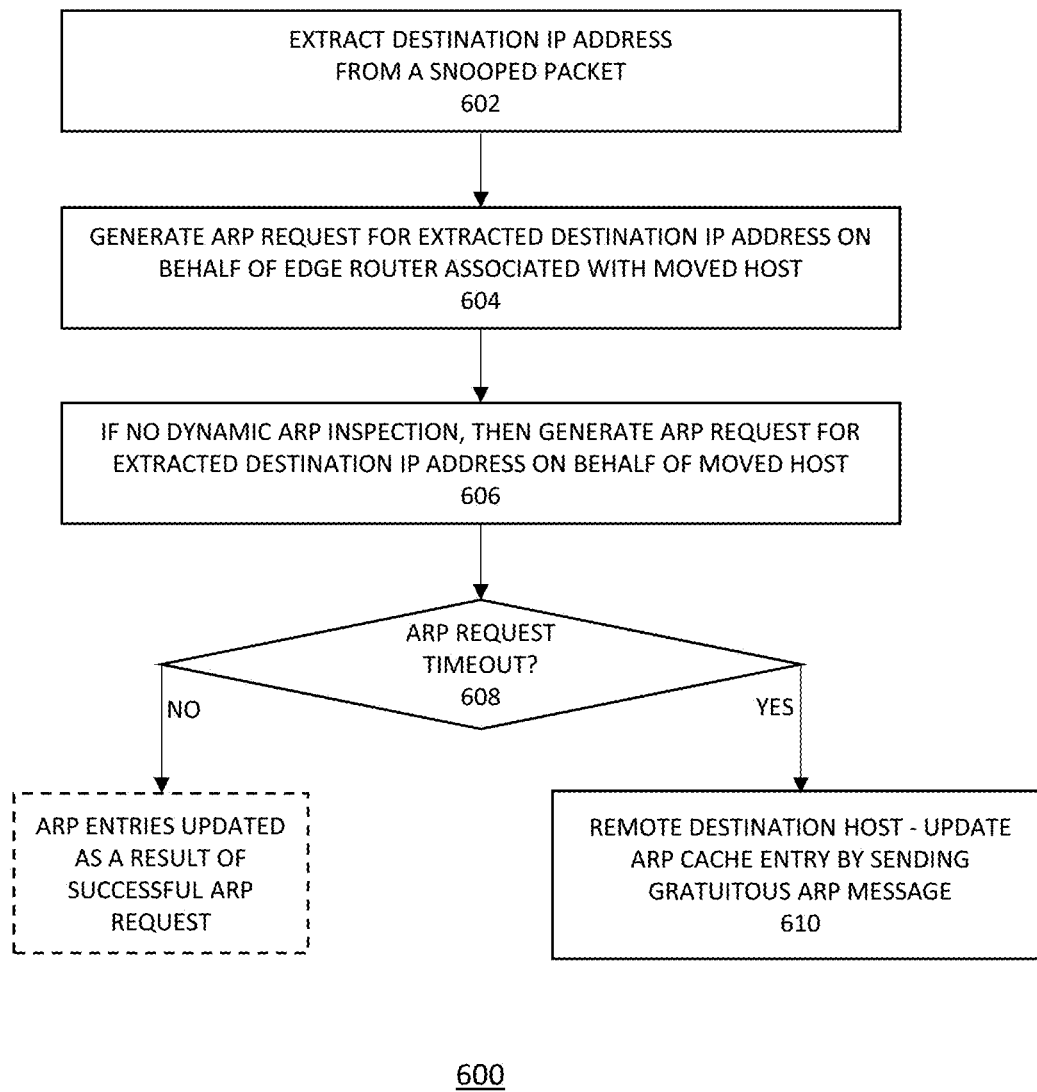 EXTRACT DESTINATION IP ADDRESS
FROM A SNOOPED PACKET
602
GENERATE ARP REQUEST FOR EXTRACTED DESTINATION IP ADDRESS ON
BEHALF OF EDGE ROUTER ASSOCIATED WITH MOVED HOST
604
IF NO DYNAMIC ARP INSPECTION, THEN GENERATE ARP REQUEST FOR
EXTRACTED DESTINATION IP ADDRESS ON BEHALF OF MOVED HOST
606
ARP REQUEST
TIMEOUT?
608
NO
YES
ARP ENTRIES UPDATED
AS A RESULT OF
SUCCESSFUL ARP
REQUEST
REMOTE DESTINATION HOST - UPDATE
ARP CACHE ENTRY BY SENDING
GRATUITOUS ARP MESSAGE
610
600